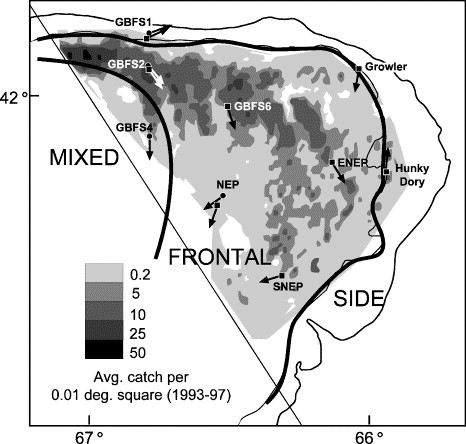 GBFS1
GBFS2
Growler
42°
GBFS6
GBFS4
MIXED
ENEP
Hunky
Dory
NEP
FRONTAL
SNEP
SIDE
0.2
5
10
25
50
Avg. catch per
0.01 deg. square (1993-97)
67° 66°